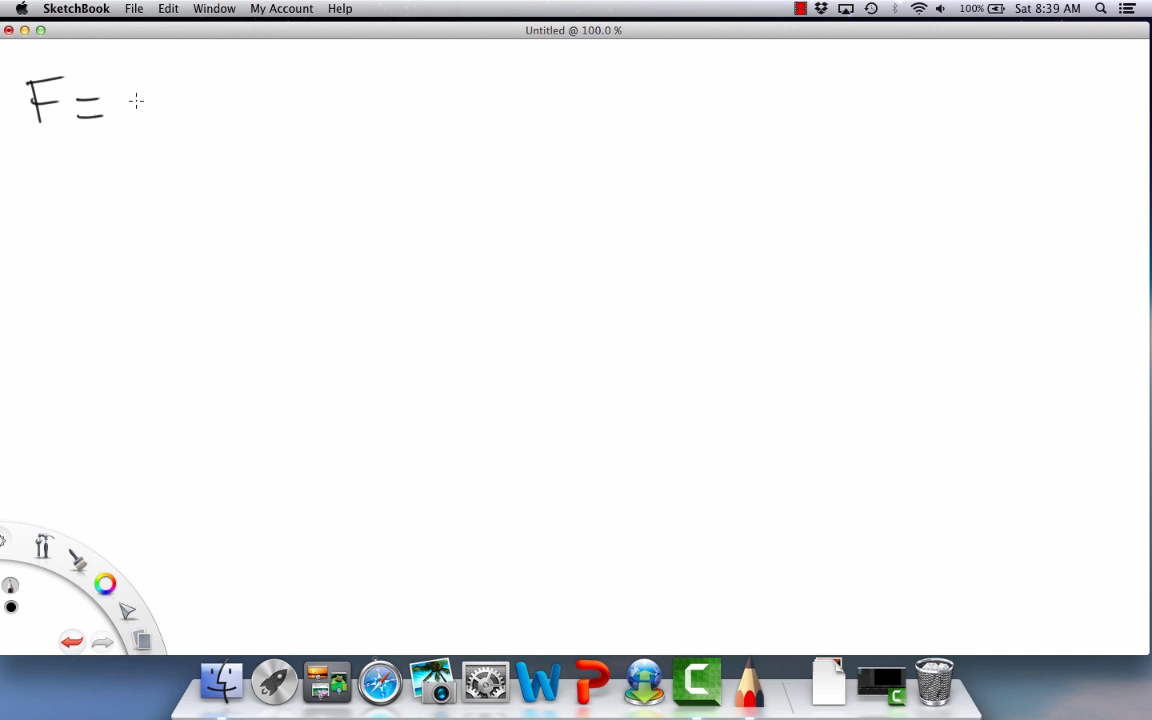 SketchBook File Edit Window My Account Help 100% Sat 8:39 AM
Untitled @ 100.0 %
F =